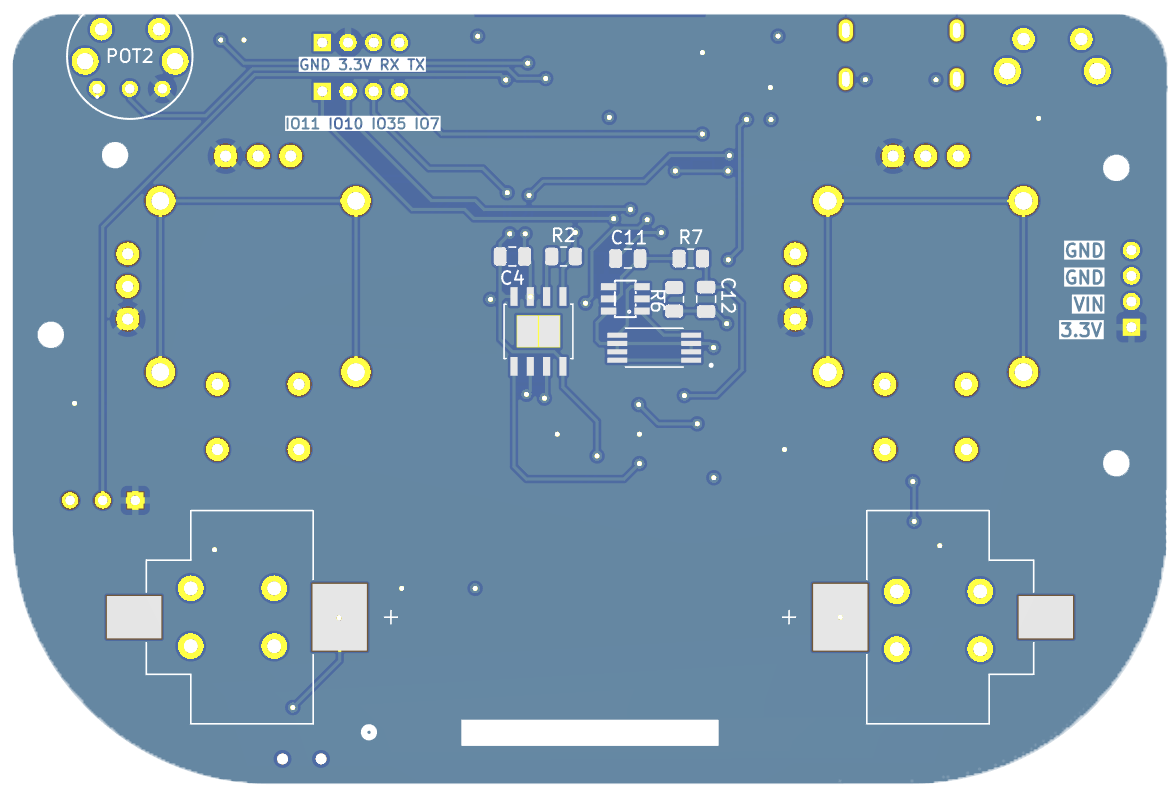 POT2
GND 3.3V RX TX
IO11 IO10 IO35 IO7
R2 C11 R7
C4
R6
C12
GND
GND
VIN
3.3V
+ +